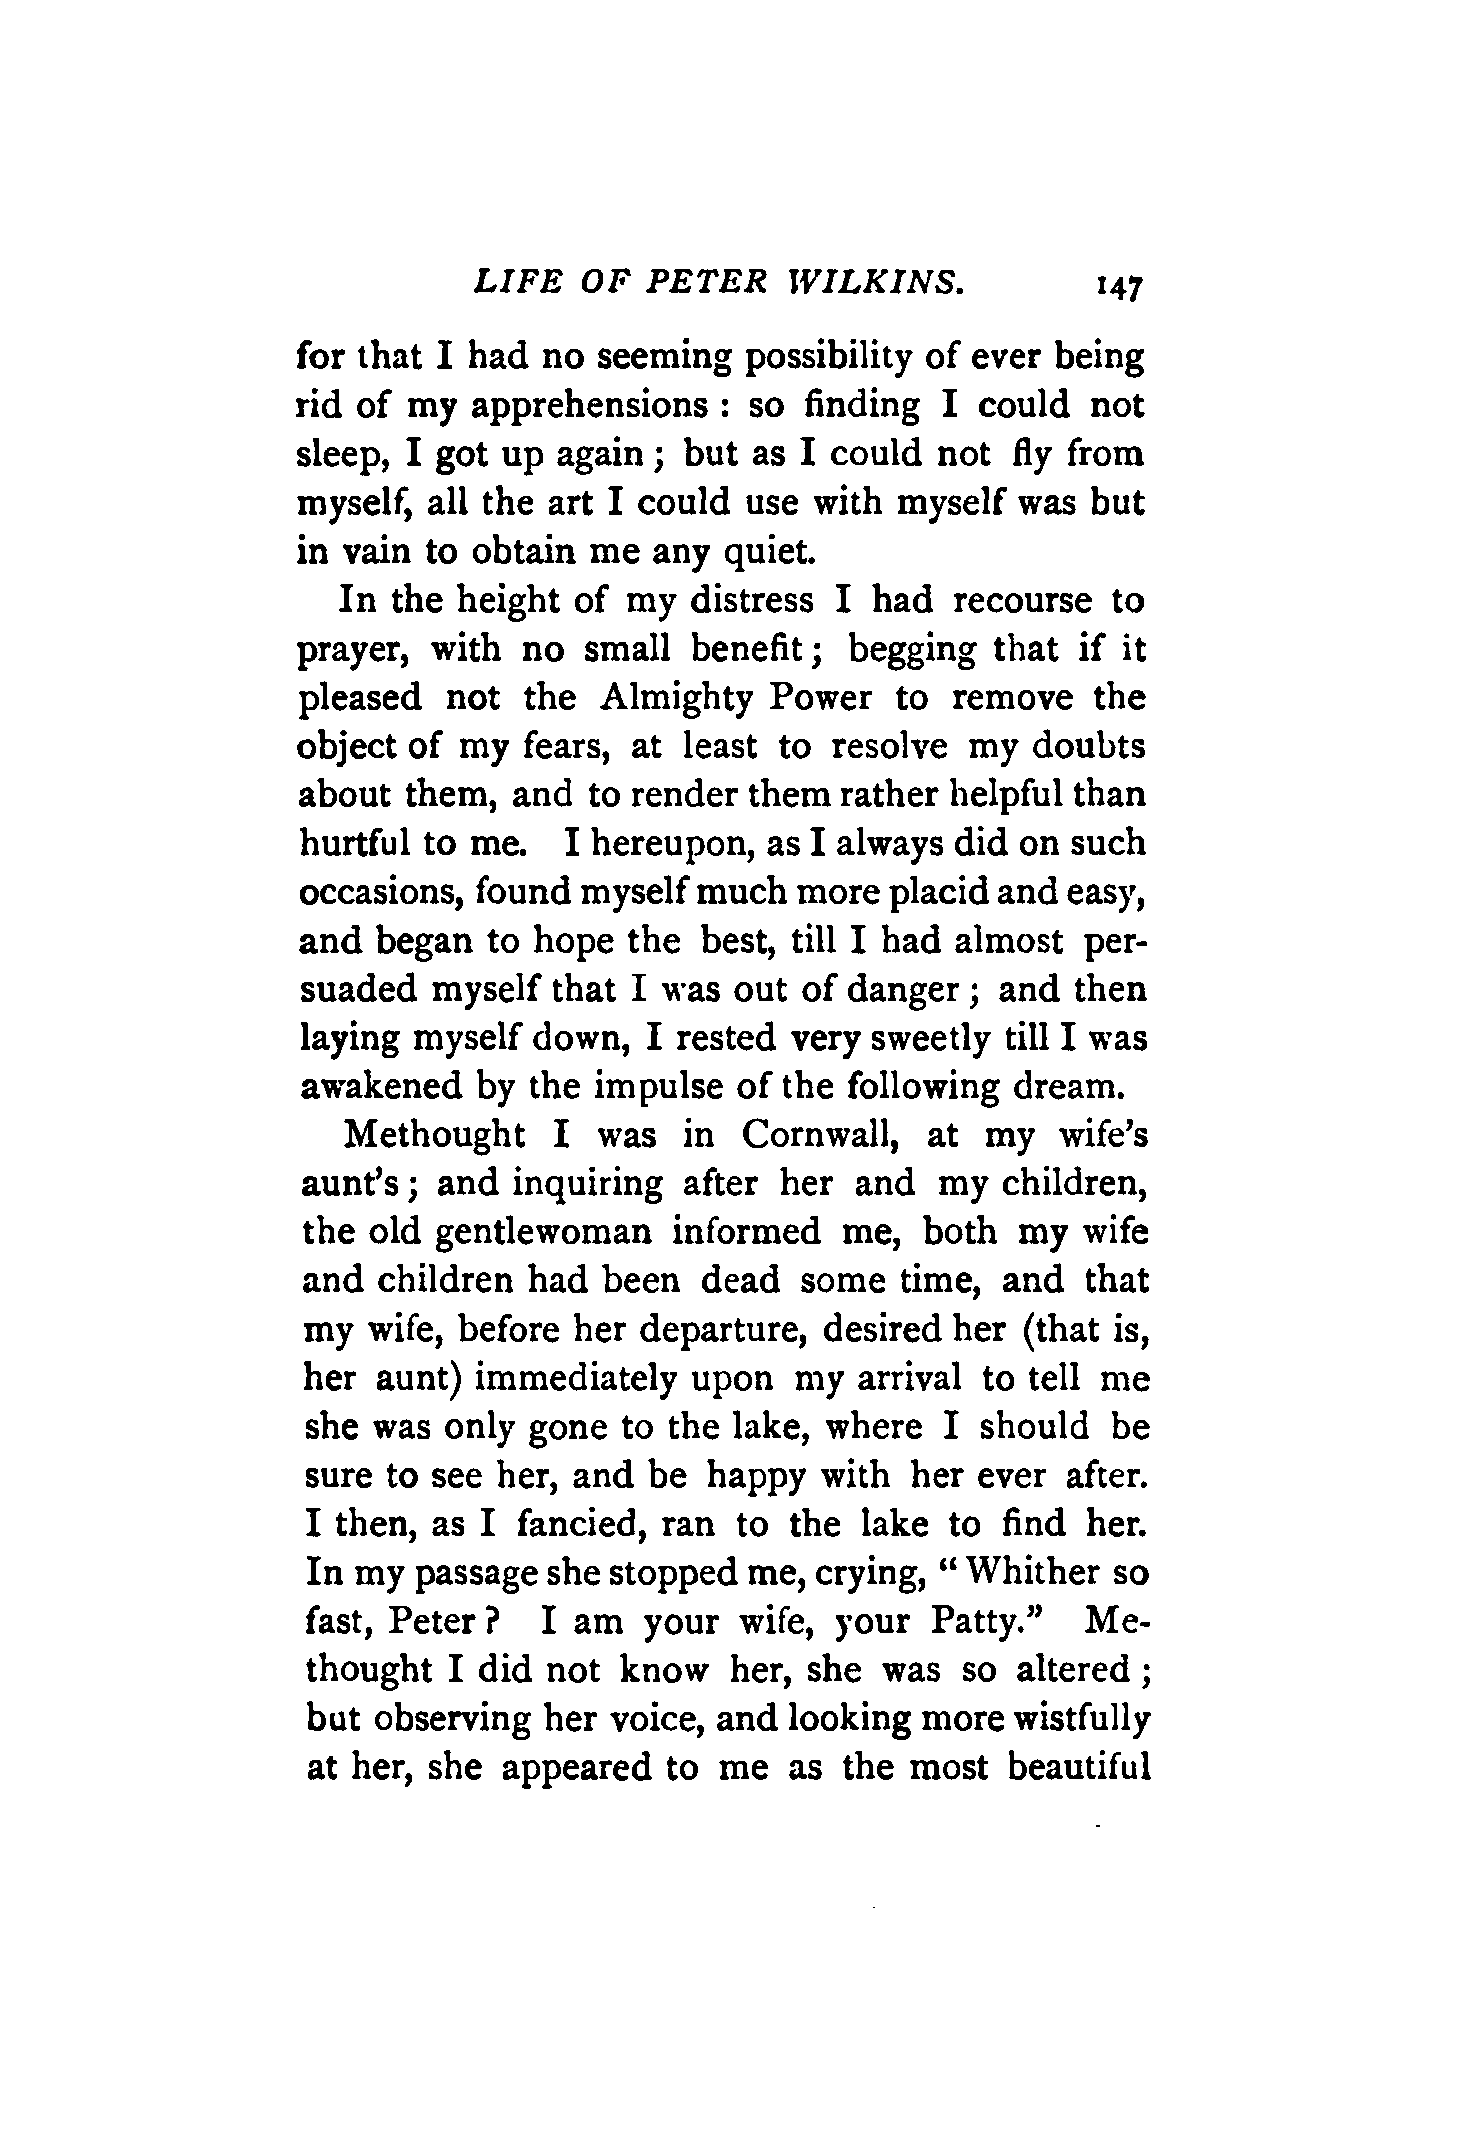 LIFE OF PETER WILKINS. 147
for that I had no seeming possibility of ever being
rid of my apprehensions : so finding I could not
sleep, I got up again ; but as I could not fly from
myself, all the art I could use with myself was but
in vain to obtain me any quiet.
In the height of my distress I had recourse to
prayer, with no small benefit ; begging that if it
pleased not the Almighty Power to remove the
object of my fears, at least to resolve my doubts
about them, and to render them rather helpful than
hurtful to me. I hereupon, as I always did on such
occasions, found myself much more placid and easy,
and began to hope the best, till I had almost per-
suaded myself that I was out of danger ; and then
laying myself down, I rested very sweetly till I was
awakened by the impulse of the following dream.
Methought I was in Cornwall, at my wife's
aunt's ; and inquiring after her and my children,
the old gentlewoman informed me, both my wife
and children had been dead some time, and that
my wife, before her departure, desired her (that is,
her aunt) immediately upon my arrival to tell me
she was only gone to the lake, where I should be
sure to see her, and be happy with her ever after.
I then, as I fancied, ran to the lake to find her.
In my passage she stopped me, crying, “ Whither so
fast, Peter ? I am your wife, your Patty.” Me-
thought I did not know her, she was so altered ;
but observing her voice, and looking more wistfully
at her, she appeared to me as the most beautiful